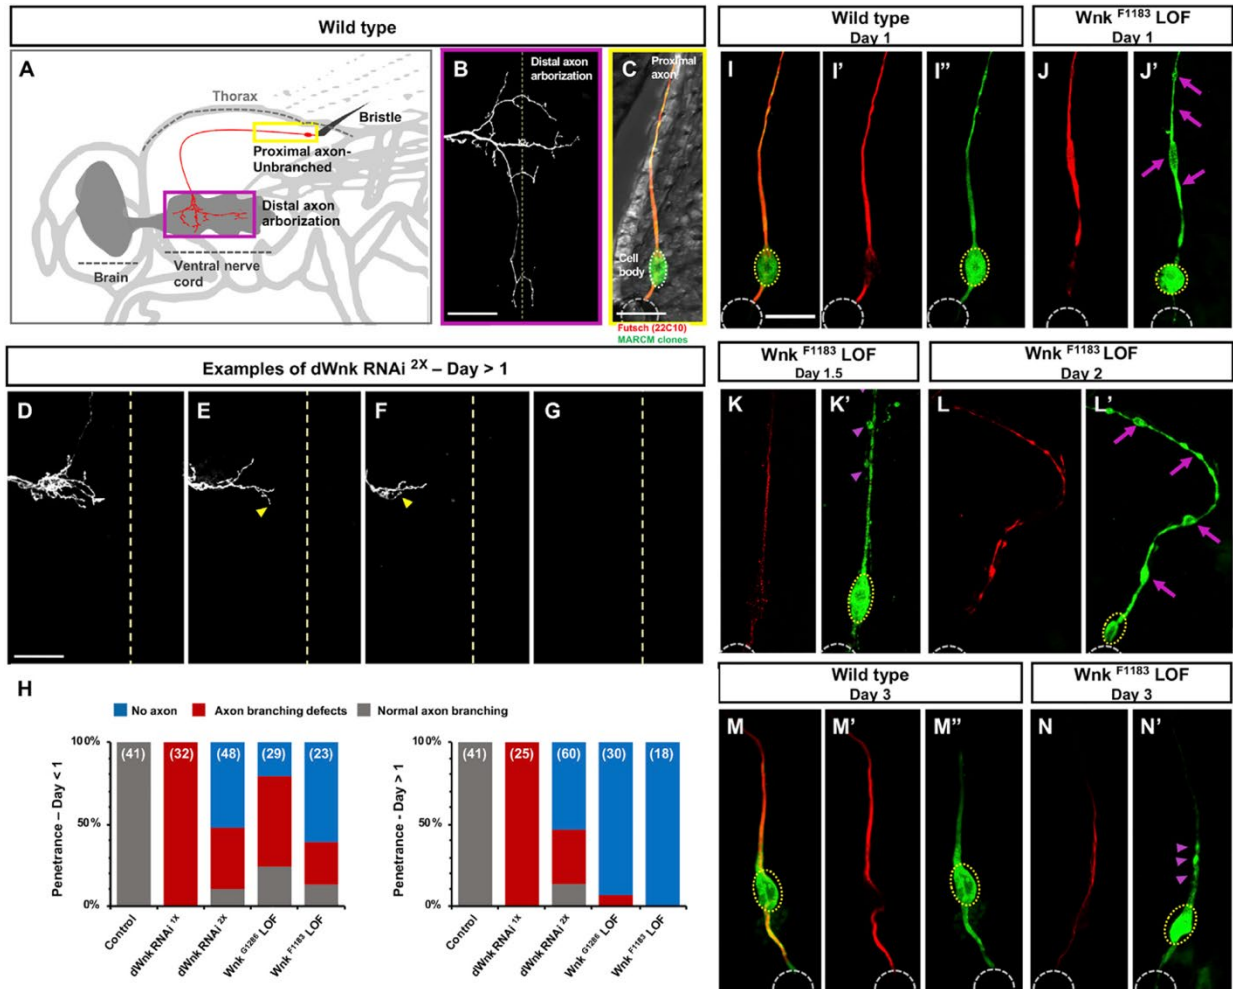 Wild type
A
Thorax
Bristle
Proximal axon-
Unbranched
Distal axon
arborization
Brain
Ventral nerve
cord
B
Distal axon
arborization
C
Proximal
axon
Cell
body
Futsch (22C10)
MARCM clones
Wild type
Day 1
Wnk F1183 LOF
Day 1
I
I’
I”
J
J’
Examples of dWnk RNAi 2X – Day > 1
D
E
F
G
Wnk F1183 LOF
Day 1.5
Wnk F1183 LOF
Day 2
K
K’
L
L’
H
No axon
Axon branching defects
Normal axon branching
Penetrance – Day < 1
100%
50%
0%
(41)
(32)
(48)
(29)
(23)
Control
dWnk RNAi 1X
dWnk RNAi 2X
Wnk G1286 LOF
Wnk F1183 LOF
Penetrance - Day > 1
100%
50%
0%
(41)
(25)
(60)
(30)
(18)
Control
dWnk RNAi 1X
dWnk RNAi 2X
Wnk G1286 LOF
Wnk F1183 LOF
Wild type
Day 3
Wnk F1183 LOF
Day 3
M
M’
M”
N
N’